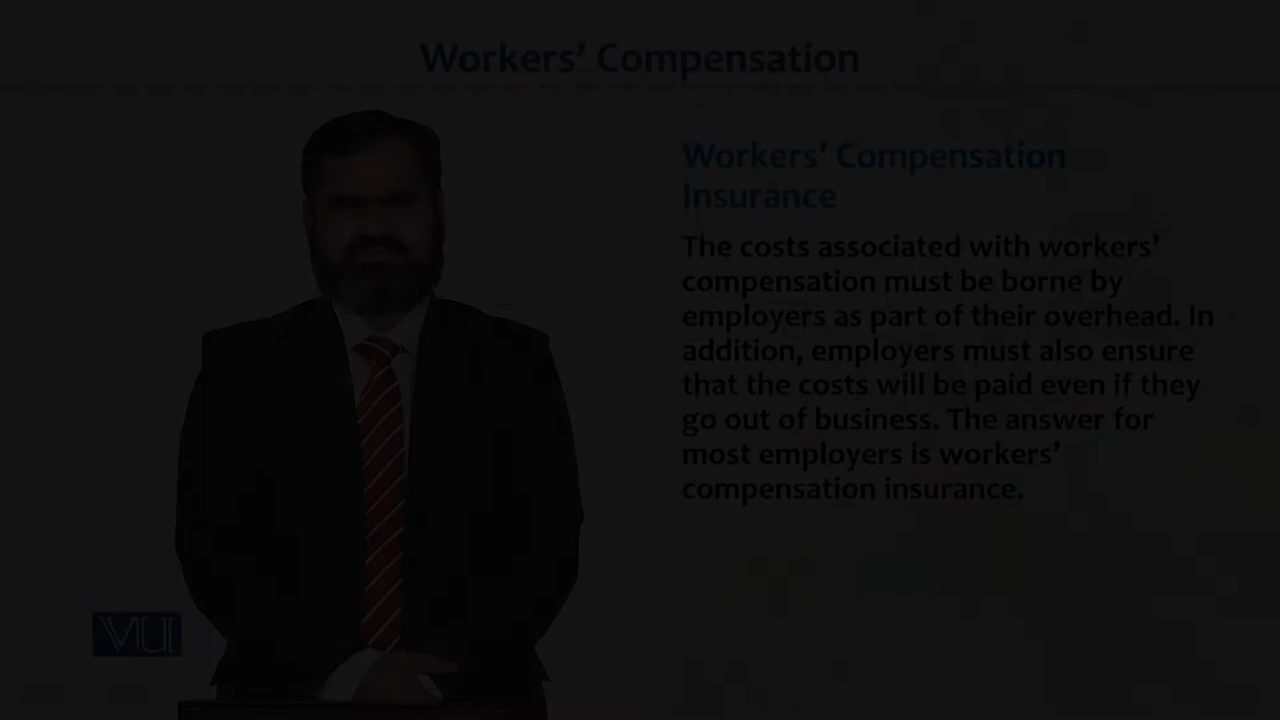 Workers’ Compensation
Workers’ Compensation
Insurance
The costs associated with workers’
compensation must be borne by
employers as part of their overhead. In
addition, employers must also ensure
that the costs will be paid even if they
go out of business. The answer for
most employers is workers’
compensation insurance.
VU